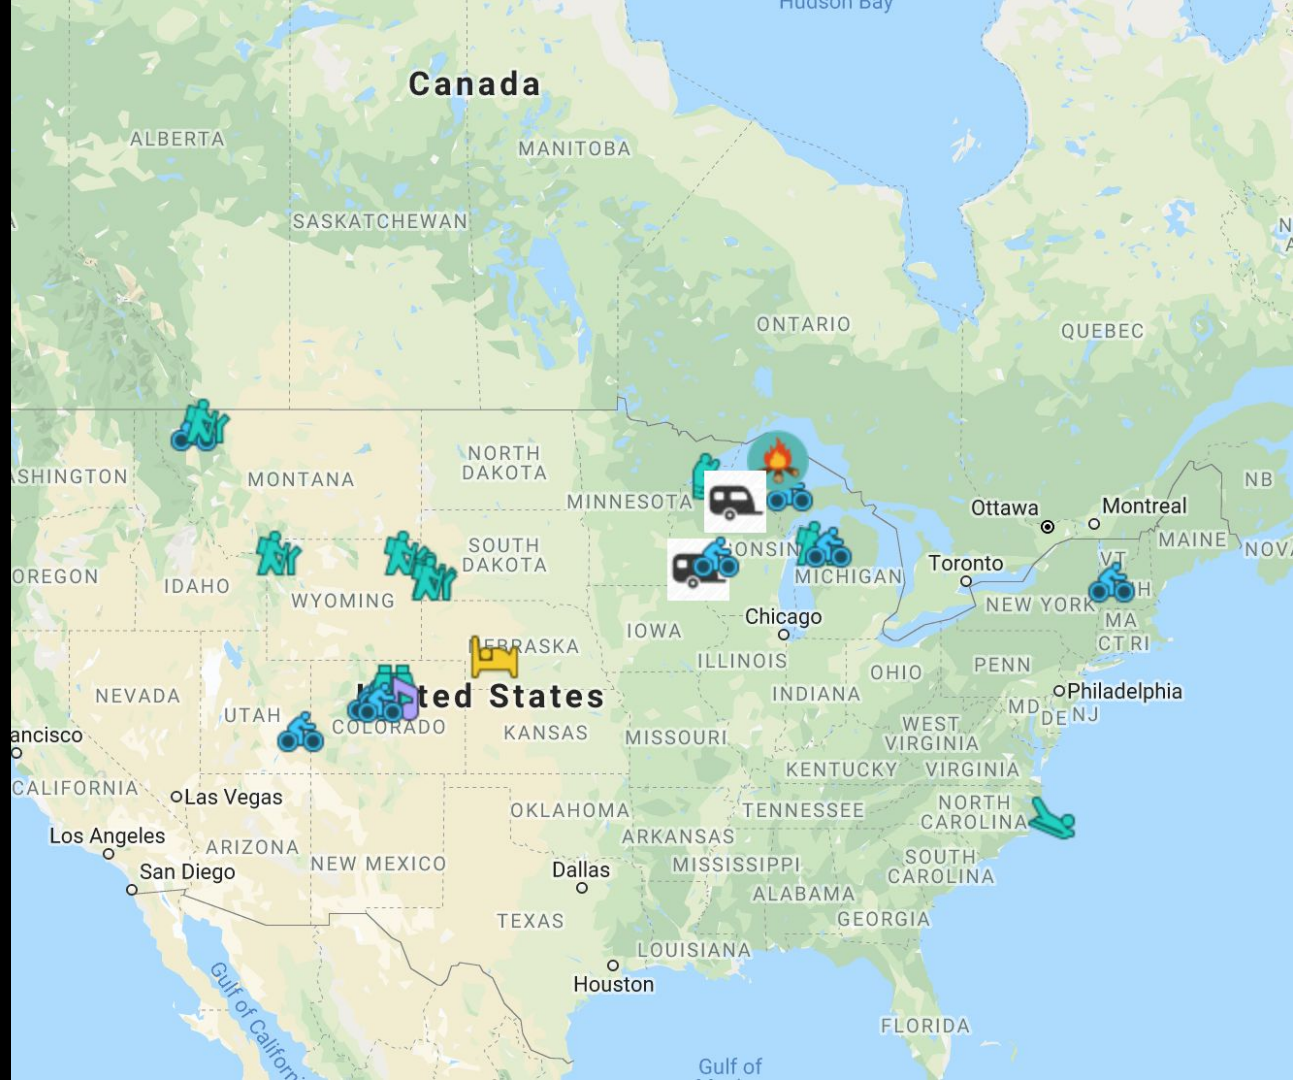 Hudson Bay
Canada
ALBERTA
MANITOBA
SASKATCHEWAN
ONTARIO
QUEBEC
NORTH
DAKOTA
ASHINGTON
MONTANA
MINNESOTA
NB
Ottawa
Montreal
MAINE
NOV
SOUTH
DAKOTA
ONSIN
VT
Toronto
OREGON
IDAHO
MICHIGAN
H
WYOMING
NEW YORK
Chicago
MA
IOWA
CT RI
EBRASKA
ILLINOIS
OHIO
PENN
NEVADA
ted States
INDIANA
Philadelphia
UTAH
MD
DE
NJ
COLORADO
KANSAS
MISSOURI
WEST
VIRGINIA
ancisco
KENTUCKY
VIRGINIA
CALIFORNIA
Las Vegas
OKLAHOMA
TENNESSEE
NORTH
CAROLINA
Los Angeles
ARIZONA
ARKANSAS
NEW MEXICO
MISSISSIPPI
SOUTH
CAROLINA
San Diego
Dallas
ALABAMA
TEXAS
GEORGIA
LOUISIANA
Houston
Gulf of Californ
FLORIDA
Gulf of